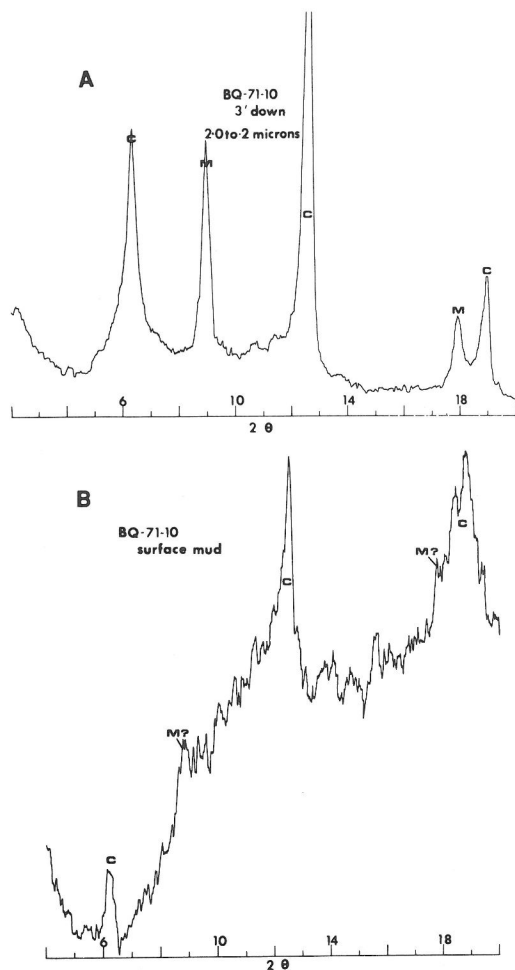 A
BQ-71-10
3' down
2·0 to ·2 microns
C
M
C
M
C
6 10 14 18
2 θ
B
BQ-71-10
surface mud
C
M?
C
M?
C
6 10 14 18
2 θ